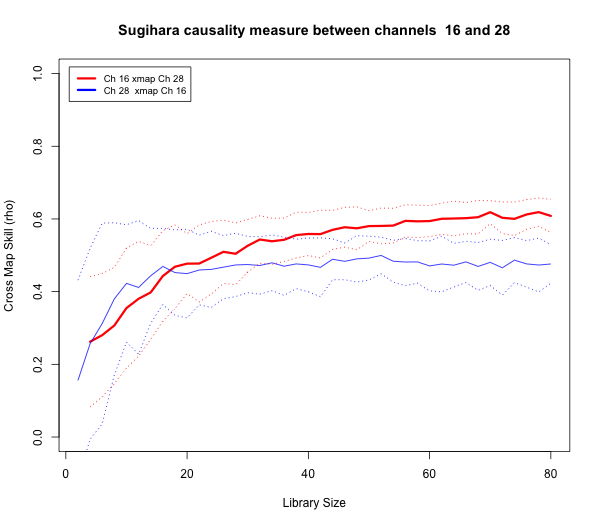 Sugihara causality measure between channels  16 and 28
Ch 16 xmap Ch 28
Ch 28  xmap Ch 16
Cross Map Skill (rho)
1.0
0.8
0.6
0.4
0.2
0.0
0 20 40 60 80
Library Size